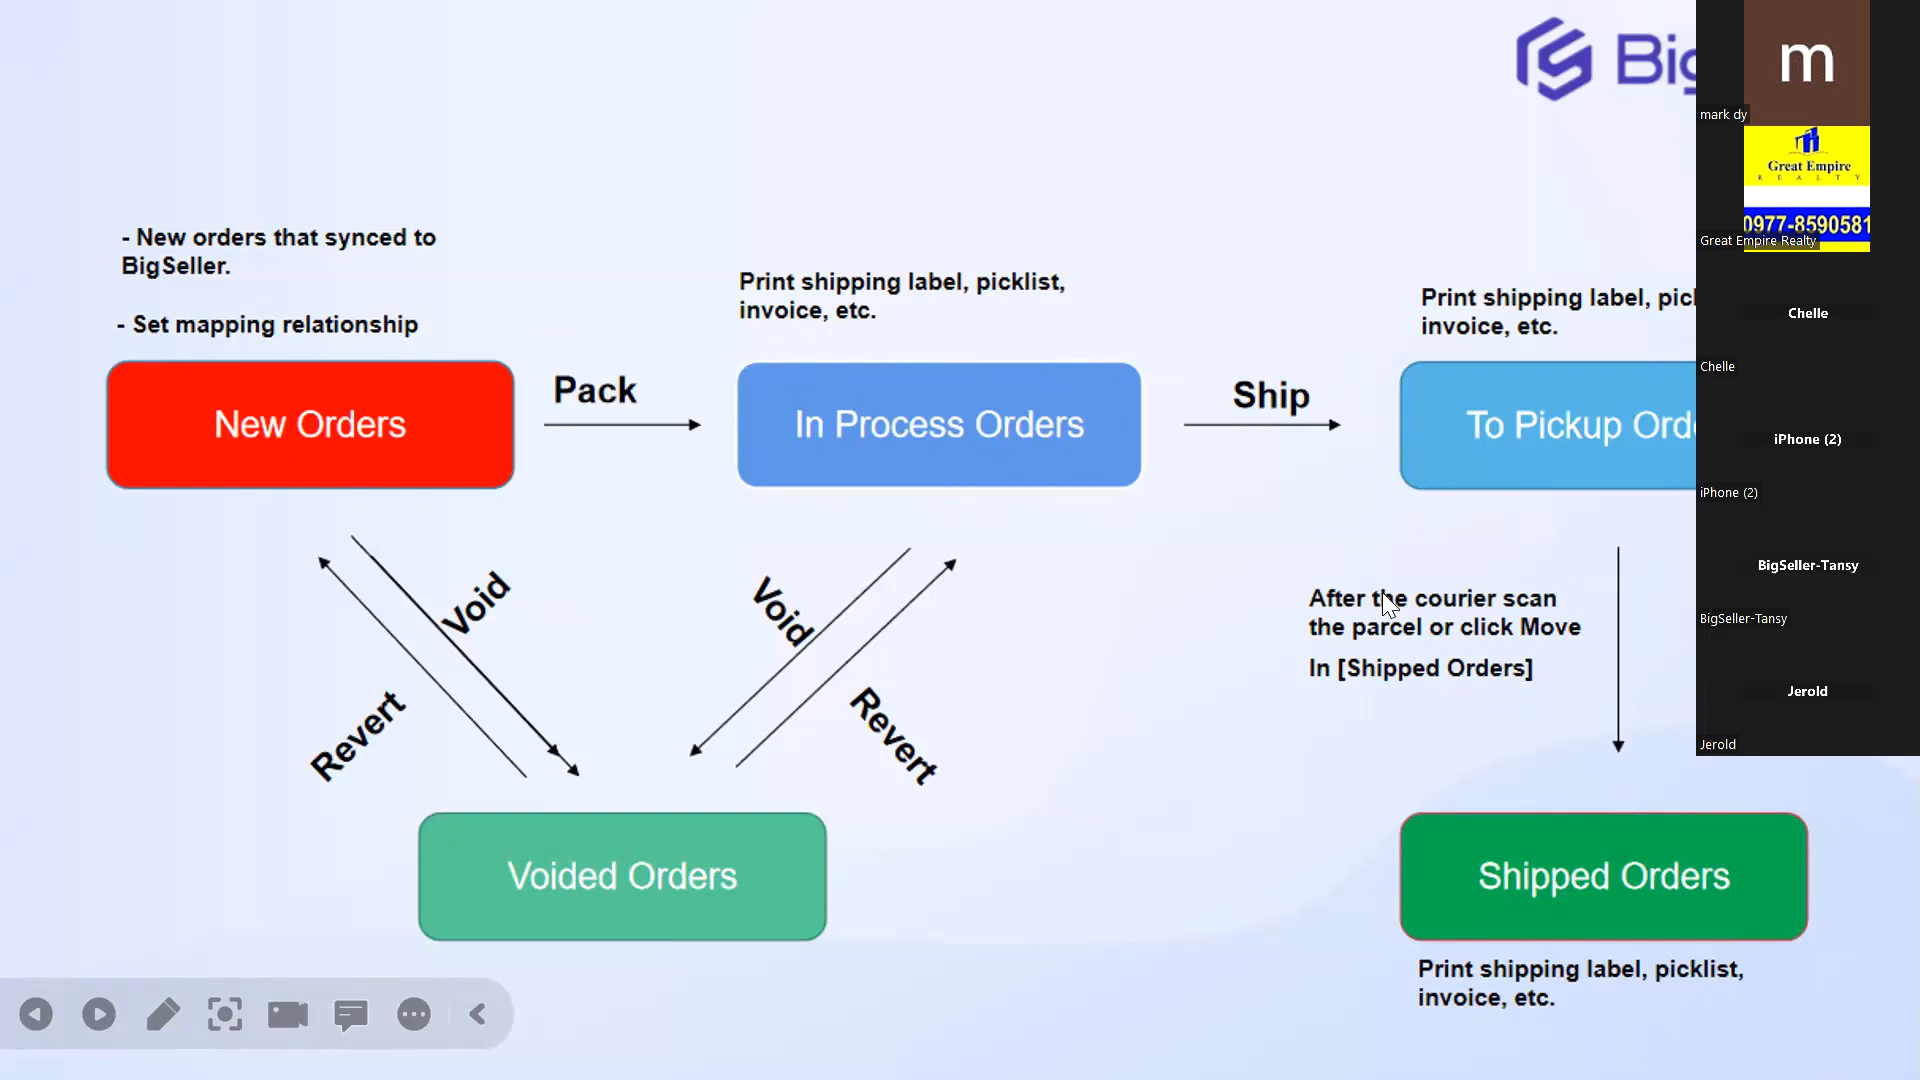 Big
- New orders that synced to
BigSeller.
- Set mapping relationship
Print shipping label, picklist,
invoice, etc.
Print shipping label, pic
invoice, etc.
New Orders
Pack
In Process Orders
Ship
To Pickup Ord
Void
Revert
Void
Revert
After the courier scan
the parcel or click Move
In [Shipped Orders]
Voided Orders
Shipped Orders
Print shipping label, picklist,
invoice, etc.
m
mark dy
Great Empire
REALTY
0977-8590581
Great Empire Realty
Chelle
Chelle
iPhone (2)
iPhone (2)
BigSeller-Tansy
BigSeller-Tansy
Jerold
Jerold